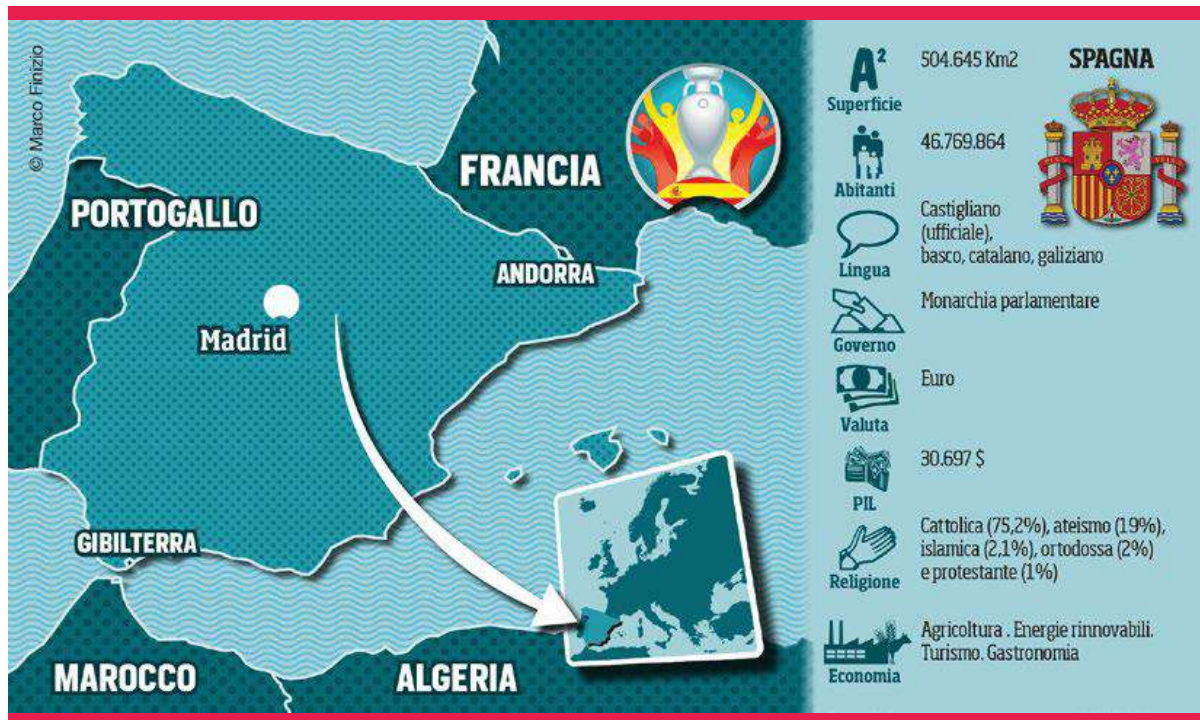 © Marco Finizio
FRANCIA
PORTOGALLO
ANDORRA
Madrid
GIBILTERRA
MAROCCO
ALGERIA
SPAGNA
Superficie
504.645 Km2
Abitanti
46.769.864
Lingua
Castigliano
(ufficiale),
basco, catalano, galiziano
Governo
Monarchia parlamentare
Valuta
Euro
PIL
30.697 $
Religione
Cattolica (75,2%), ateismo (19%),
islamica (2,1%), ortodossa (2%)
e protestante (1%)
Economia
Agricoltura . Energie rinnovabili.
Turismo. Gastronomia
A²